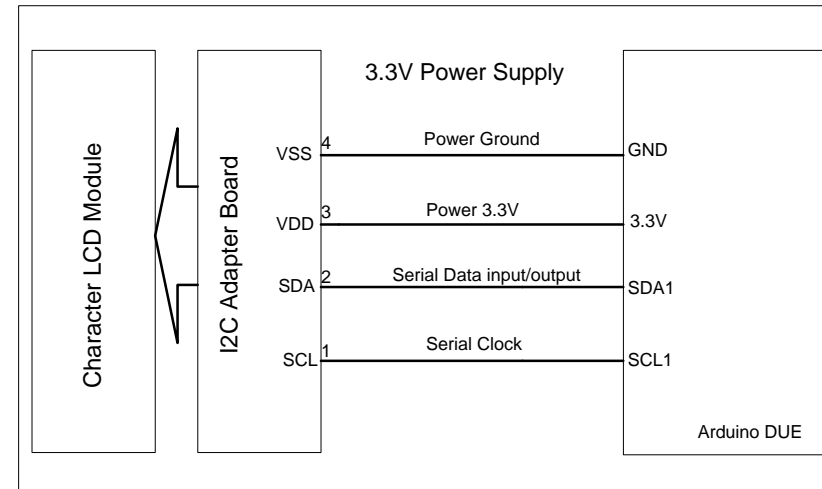 3.3V Power Supply
Character LCD Module
I2C Adapter Board
VSS 4 Power Ground GND
VDD 3 Power 3.3V 3.3V
SDA 2 Serial Data input/output SDA1
SCL 1 Serial Clock SCL1
Arduino DUE